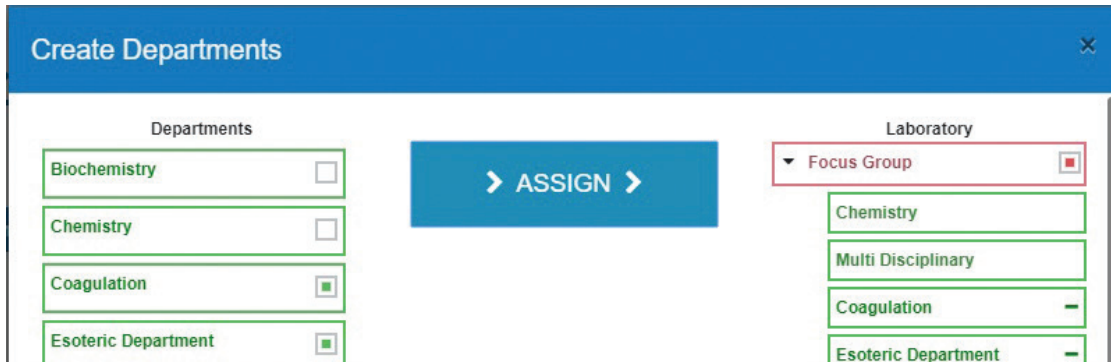 Create Departments
Departments
Biochemistry
Chemistry
Coagulation
Esoteric Department
ASSIGN
Laboratory
Focus Group
Chemistry
Multi Disciplinary
Coagulation
Esoteric Department